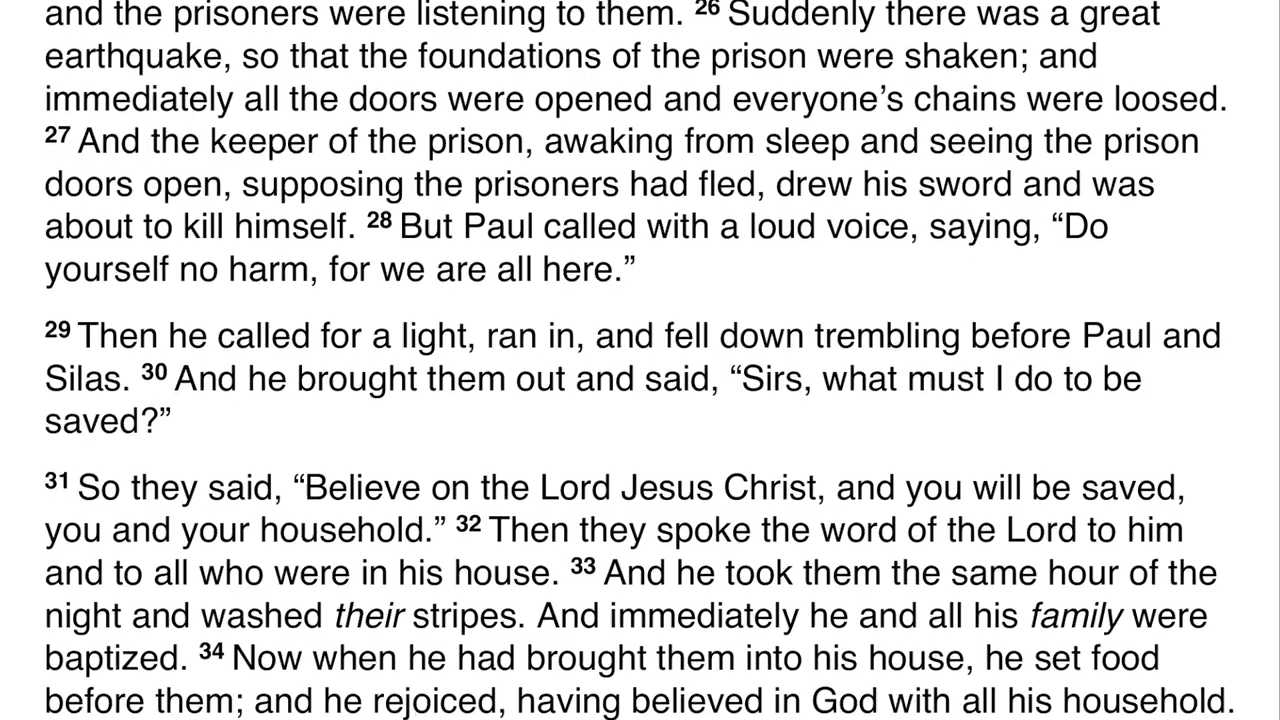 and the prisoners were listening to them. 26 Suddenly there was a great
earthquake, so that the foundations of the prison were shaken; and
immediately all the doors were opened and everyone’s chains were loosed.
27 And the keeper of the prison, awaking from sleep and seeing the prison
doors open, supposing the prisoners had fled, drew his sword and was
about to kill himself. 28 But Paul called with a loud voice, saying, “Do
yourself no harm, for we are all here.”
29 Then he called for a light, ran in, and fell down trembling before Paul and
Silas. 30 And he brought them out and said, “Sirs, what must I do to be
saved?”
31 So they said, “Believe on the Lord Jesus Christ, and you will be saved,
you and your household.” 32 Then they spoke the word of the Lord to him
and to all who were in his house. 33 And he took them the same hour of the
night and washed their stripes. And immediately he and all his family were
baptized. 34 Now when he had brought them into his house, he set food
before them; and he rejoiced, having believed in God with all his household.